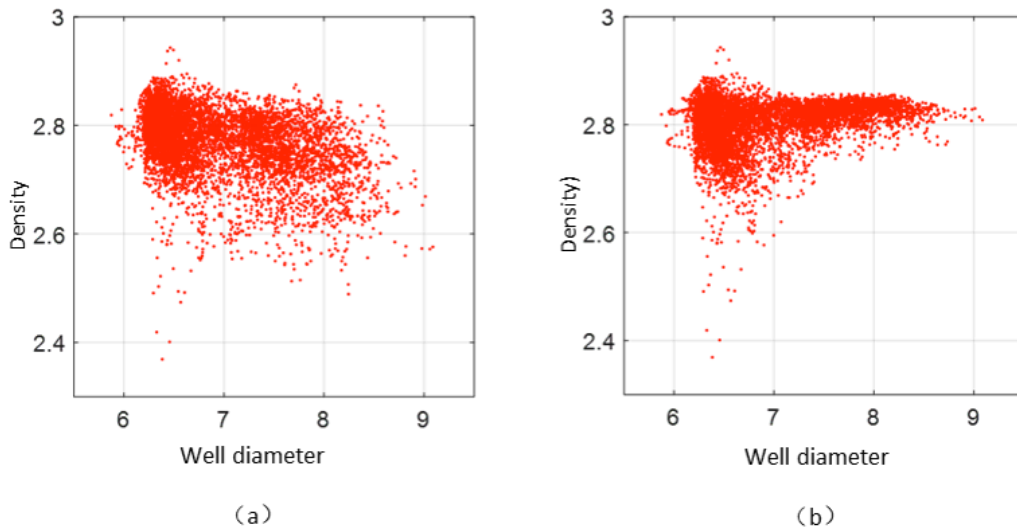 3
2.8
2.6
2.4
Density
6 7 8 9
Well diameter
（a）
3
2.8
2.6
2.4
Density)
6 7 8 9
Well diameter
（b）